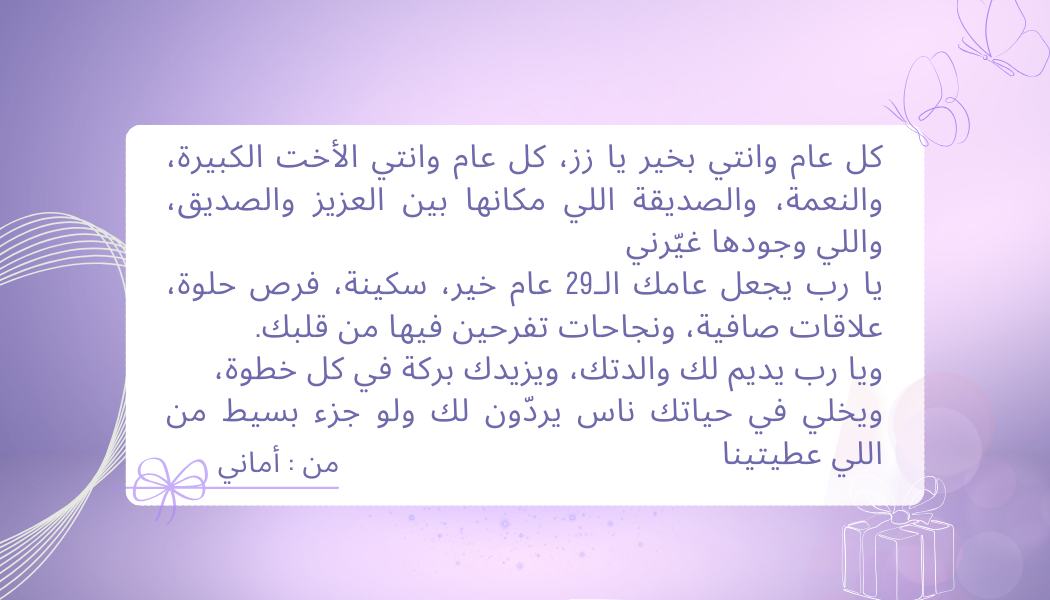 كل عام وانتي بخير يا زز، كل عام وانتي الأخت الكبيرة،
والنعمة، والصديقة اللي مكانها بين العزيز والصديق،
واللي وجودها غيّرني
يا رب يجعل عامك الـ29 عام خير، سكينة، فرص حلوة،
علاقات صافية، ونجاحات تفرحين فيها من قلبك.
ويا رب يديم لك والدتك، ويزيدك بركة في كل خطوة،
ويخلي في حياتك ناس يردّون لك ولو جزء بسيط من
اللي عطيتينا
من : أماني